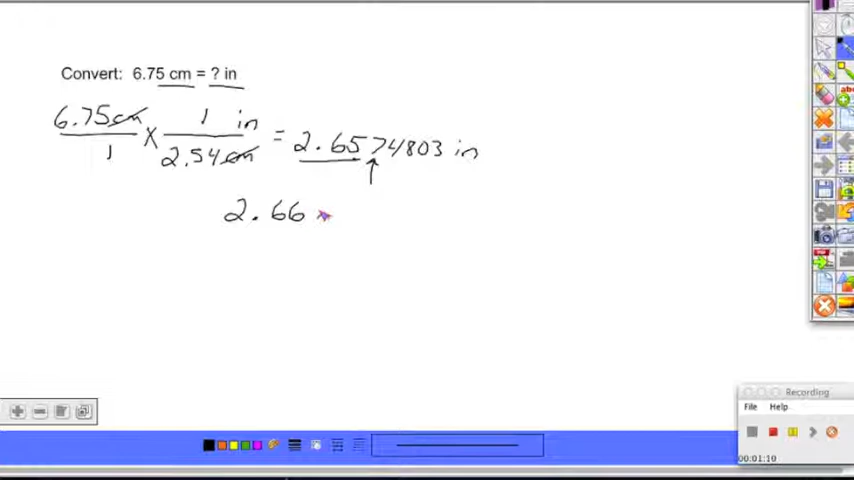 Convert: 6.75 cm = ? in
6.75cm/1 x 1 in/2.54cm = 2.6574803 in
2.66
Recording
File Help
00:01:10